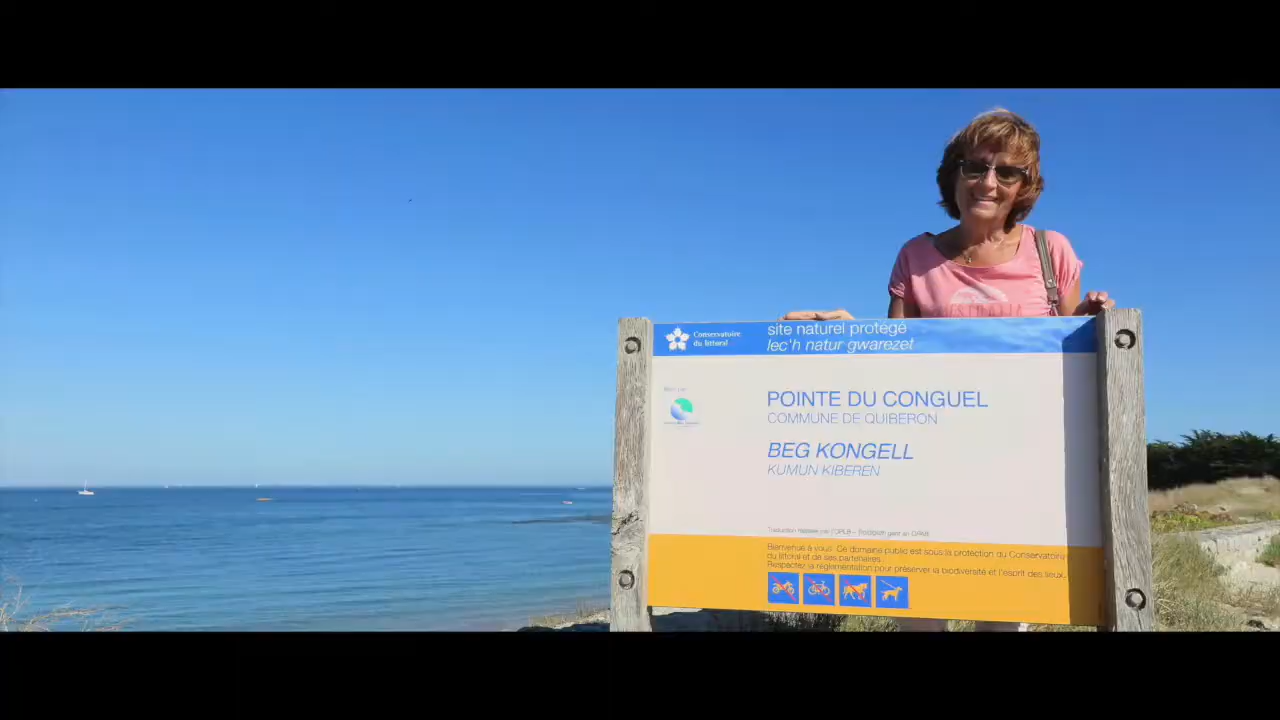 Conservatoire
du littoral
site naturel protégé
lec'h natur gwarezet
POINTE DU CONGUEL
COMMUNE DE QUIBERON
BEG KONGELL
KUMUN KIBEREN
Bienvenue à vous. Ce domaine public est sous la protection du Conservatoire
du littoral et de ses partenaires.
Respectez la réglementation pour préserver la biodiversité et l'esprit des lieux.